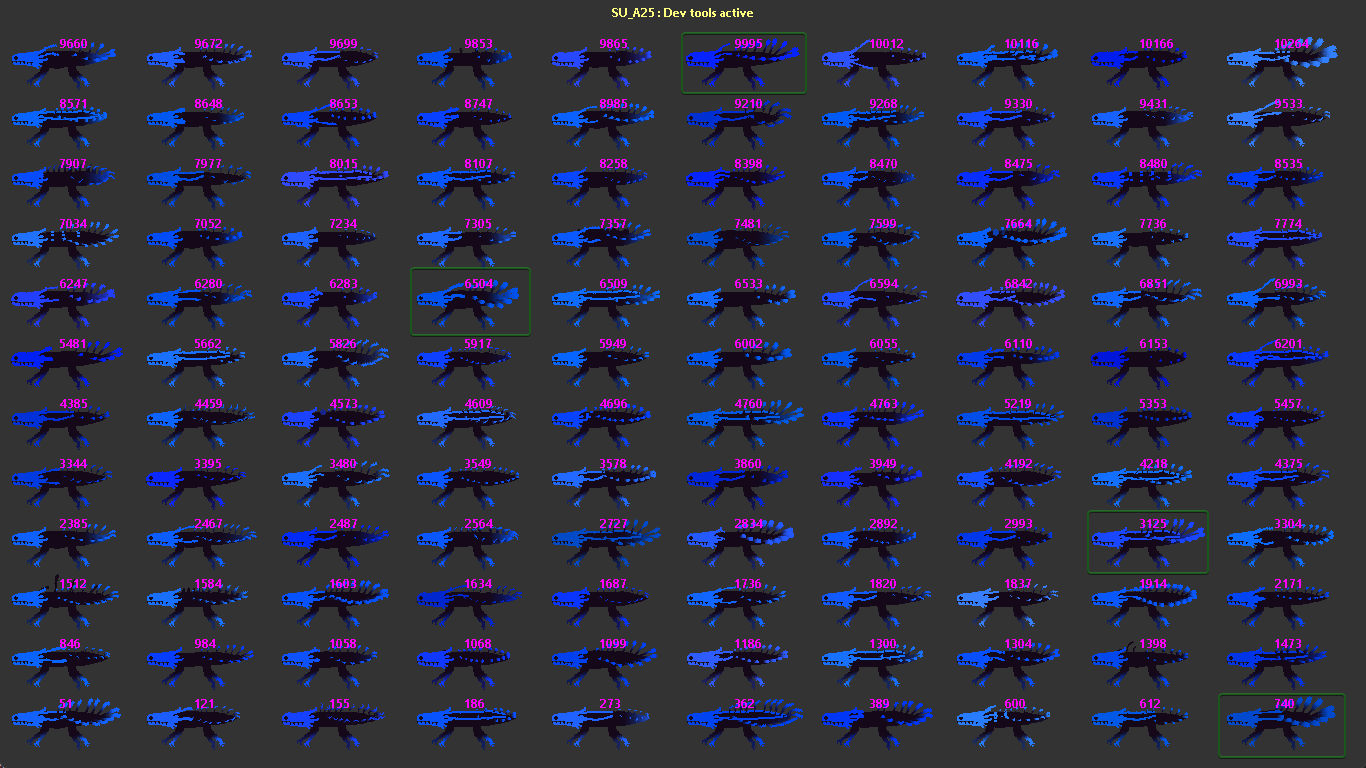 SU_A25 : Dev tools active
9660 9672 9699 9853 9865 9995 10012 10116 10166 10264
8571 8648 8653 8747 8985 9210 9268 9330 9431 9533
7907 7977 8015 8107 8258 8398 8470 8475 8480 8535
7034 7052 7234 7305 7357 7481 7599 7664 7736 7774
6247 6280 6283 6504 6509 6533 6594 6842 6851 6993
5481 5662 5826 5917 5949 6002 6055 6110 6153 6201
4385 4459 4573 4609 4696 4760 4763 5219 5353 5457
3344 3395 3480 3549 3578 3860 3949 4192 4218 4375
2385 2467 2487 2564 2727 2834 2892 2993 3125 3304
1512 1584 1603 1634 1687 1736 1820 1837 1914 2171
846 984 1058 1068 1099 1186 1300 1304 1398 1473
51 121 155 186 273 362 389 600 612 740